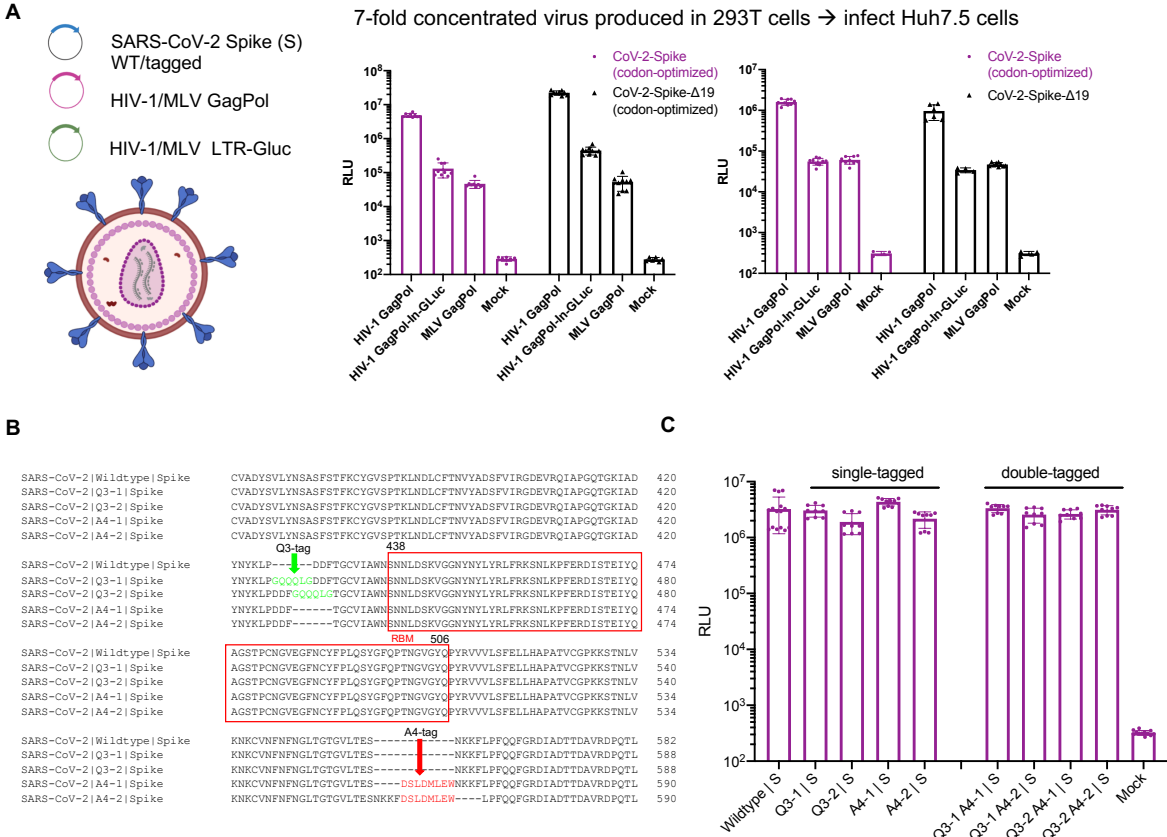 A
7-fold concentrated virus produced in 293T cells → infect Huh7.5 cells
SARS-CoV-2 Spike (S)
WT/tagged
HIV-1/MLV GagPol
HIV-1/MLV LTR-Gluc
CoV-2-Spike
(codon-optimized)
CoV-2-Spike-Δ19
(codon-optimized)
RLU
10^8
10^7
10^6
10^5
10^4
10^3
10^2
HIV-1 GagPol
HIV-1 GagPol-In-GLuc
MLV GagPol
Mock
HIV-1 GagPol
HIV-1 GagPol-In-GLuc
MLV GagPol
Mock
CoV-2-Spike
(codon-optimized)
CoV-2-Spike-Δ19
RLU
10^7
10^6
10^5
10^4
10^3
10^2
HIV-1 GagPol
HIV-1 GagPol-In-GLuc
MLV GagPol
Mock
HIV-1 GagPol
HIV-1 GagPol-In-GLuc
MLV GagPol
Mock
B
SARS-CoV-2|Wildtype|Spike CVADYSVLYNSASFSTFKCYGVSPTKLNDLCFTNVYADSFVIRGDEVRQIAPGQTGKIAD 420
SARS-CoV-2|Q3-1|Spike CVADYSVLYNSASFSTFKCYGVSPTKLNDLCFTNVYADSFVIRGDEVRQIAPGQTGKIAD 420
SARS-CoV-2|Q3-2|Spike CVADYSVLYNSASFSTFKCYGVSPTKLNDLCFTNVYADSFVIRGDEVRQIAPGQTGKIAD 420
SARS-CoV-2|A4-1|Spike CVADYSVLYNSASFSTFKCYGVSPTKLNDLCFTNVYADSFVIRGDEVRQIAPGQTGKIAD 420
SARS-CoV-2|A4-2|Spike CVADYSVLYNSASFSTFKCYGVSPTKLNDLCFTNVYADSFVIRGDEVRQIAPGQTGKIAD 420
Q3-tag 438
SARS-CoV-2|Wildtype|Spike YNYKLP------DDFTGCVIAWNSNNLDSKVGGNYNYLYRLFRKSNLKPFERDISTEIYQ 474
SARS-CoV-2|Q3-1|Spike YNYKLPGQQQLGDDFTGCVIAWNSNNLDSKVGGNYNYLYRLFRKSNLKPFERDISTEIYQ 480
SARS-CoV-2|Q3-2|Spike YNYKLPDDFGQQQLGTGCVIAWNSNNLDSKVGGNYNYLYRLFRKSNLKPFERDISTEIYQ 480
SARS-CoV-2|A4-1|Spike YNYKLPDDF------TGCVIAWNSNNLDSKVGGNYNYLYRLFRKSNLKPFERDISTEIYQ 474
SARS-CoV-2|A4-2|Spike YNYKLPDDF------TGCVIAWNSNNLDSKVGGNYNYLYRLFRKSNLKPFERDISTEIYQ 474
RBM 506
SARS-CoV-2|Wildtype|Spike AGSTPCNGVEGFNCYFPLQSYGFQPTNGVGYQPYRVVVLSFELLHAPATVCGPKKSTNLV 534
SARS-CoV-2|Q3-1|Spike AGSTPCNGVEGFNCYFPLQSYGFQPTNGVGYQPYRVVVLSFELLHAPATVCGPKKSTNLV 540
SARS-CoV-2|Q3-2|Spike AGSTPCNGVEGFNCYFPLQSYGFQPTNGVGYQPYRVVVLSFELLHAPATVCGPKKSTNLV 540
SARS-CoV-2|A4-1|Spike AGSTPCNGVEGFNCYFPLQSYGFQPTNGVGYQPYRVVVLSFELLHAPATVCGPKKSTNLV 534
SARS-CoV-2|A4-2|Spike AGSTPCNGVEGFNCYFPLQSYGFQPTNGVGYQPYRVVVLSFELLHAPATVCGPKKSTNLV 534
A4-tag
SARS-CoV-2|Wildtype|Spike KNKCVNFNFNGLTGTGVLTES------------NKKFLPFQQFGRDIADTTDAVRDPQTL 582
SARS-CoV-2|Q3-1|Spike KNKCVNFNFNGLTGTGVLTES------------NKKFLPFQQFGRDIADTTDAVRDPQTL 588
SARS-CoV-2|Q3-2|Spike KNKCVNFNFNGLTGTGVLTES------------NKKFLPFQQFGRDIADTTDAVRDPQTL 588
SARS-CoV-2|A4-1|Spike KNKCVNFNFNGLTGTGVLTES----DSLDMLEWNKKFLPFQQFGRDIADTTDAVRDPQTL 590
SARS-CoV-2|A4-2|Spike KNKCVNFNFNGLTGTGVLTESNKKFDSLDMLEW----LPFQQFGRDIADTTDAVRDPQTL 590
C
single-tagged
double-tagged
RLU
10^7
10^6
10^5
10^4
10^3
10^2
Wildtype|S
Q3-1|S
Q3-2|S
A4-1|S
A4-2|S
Q3-1 A4-1|S
Q3-1 A4-2|S
Q3-2 A4-1|S
Q3-2 A4-2|S
Mock